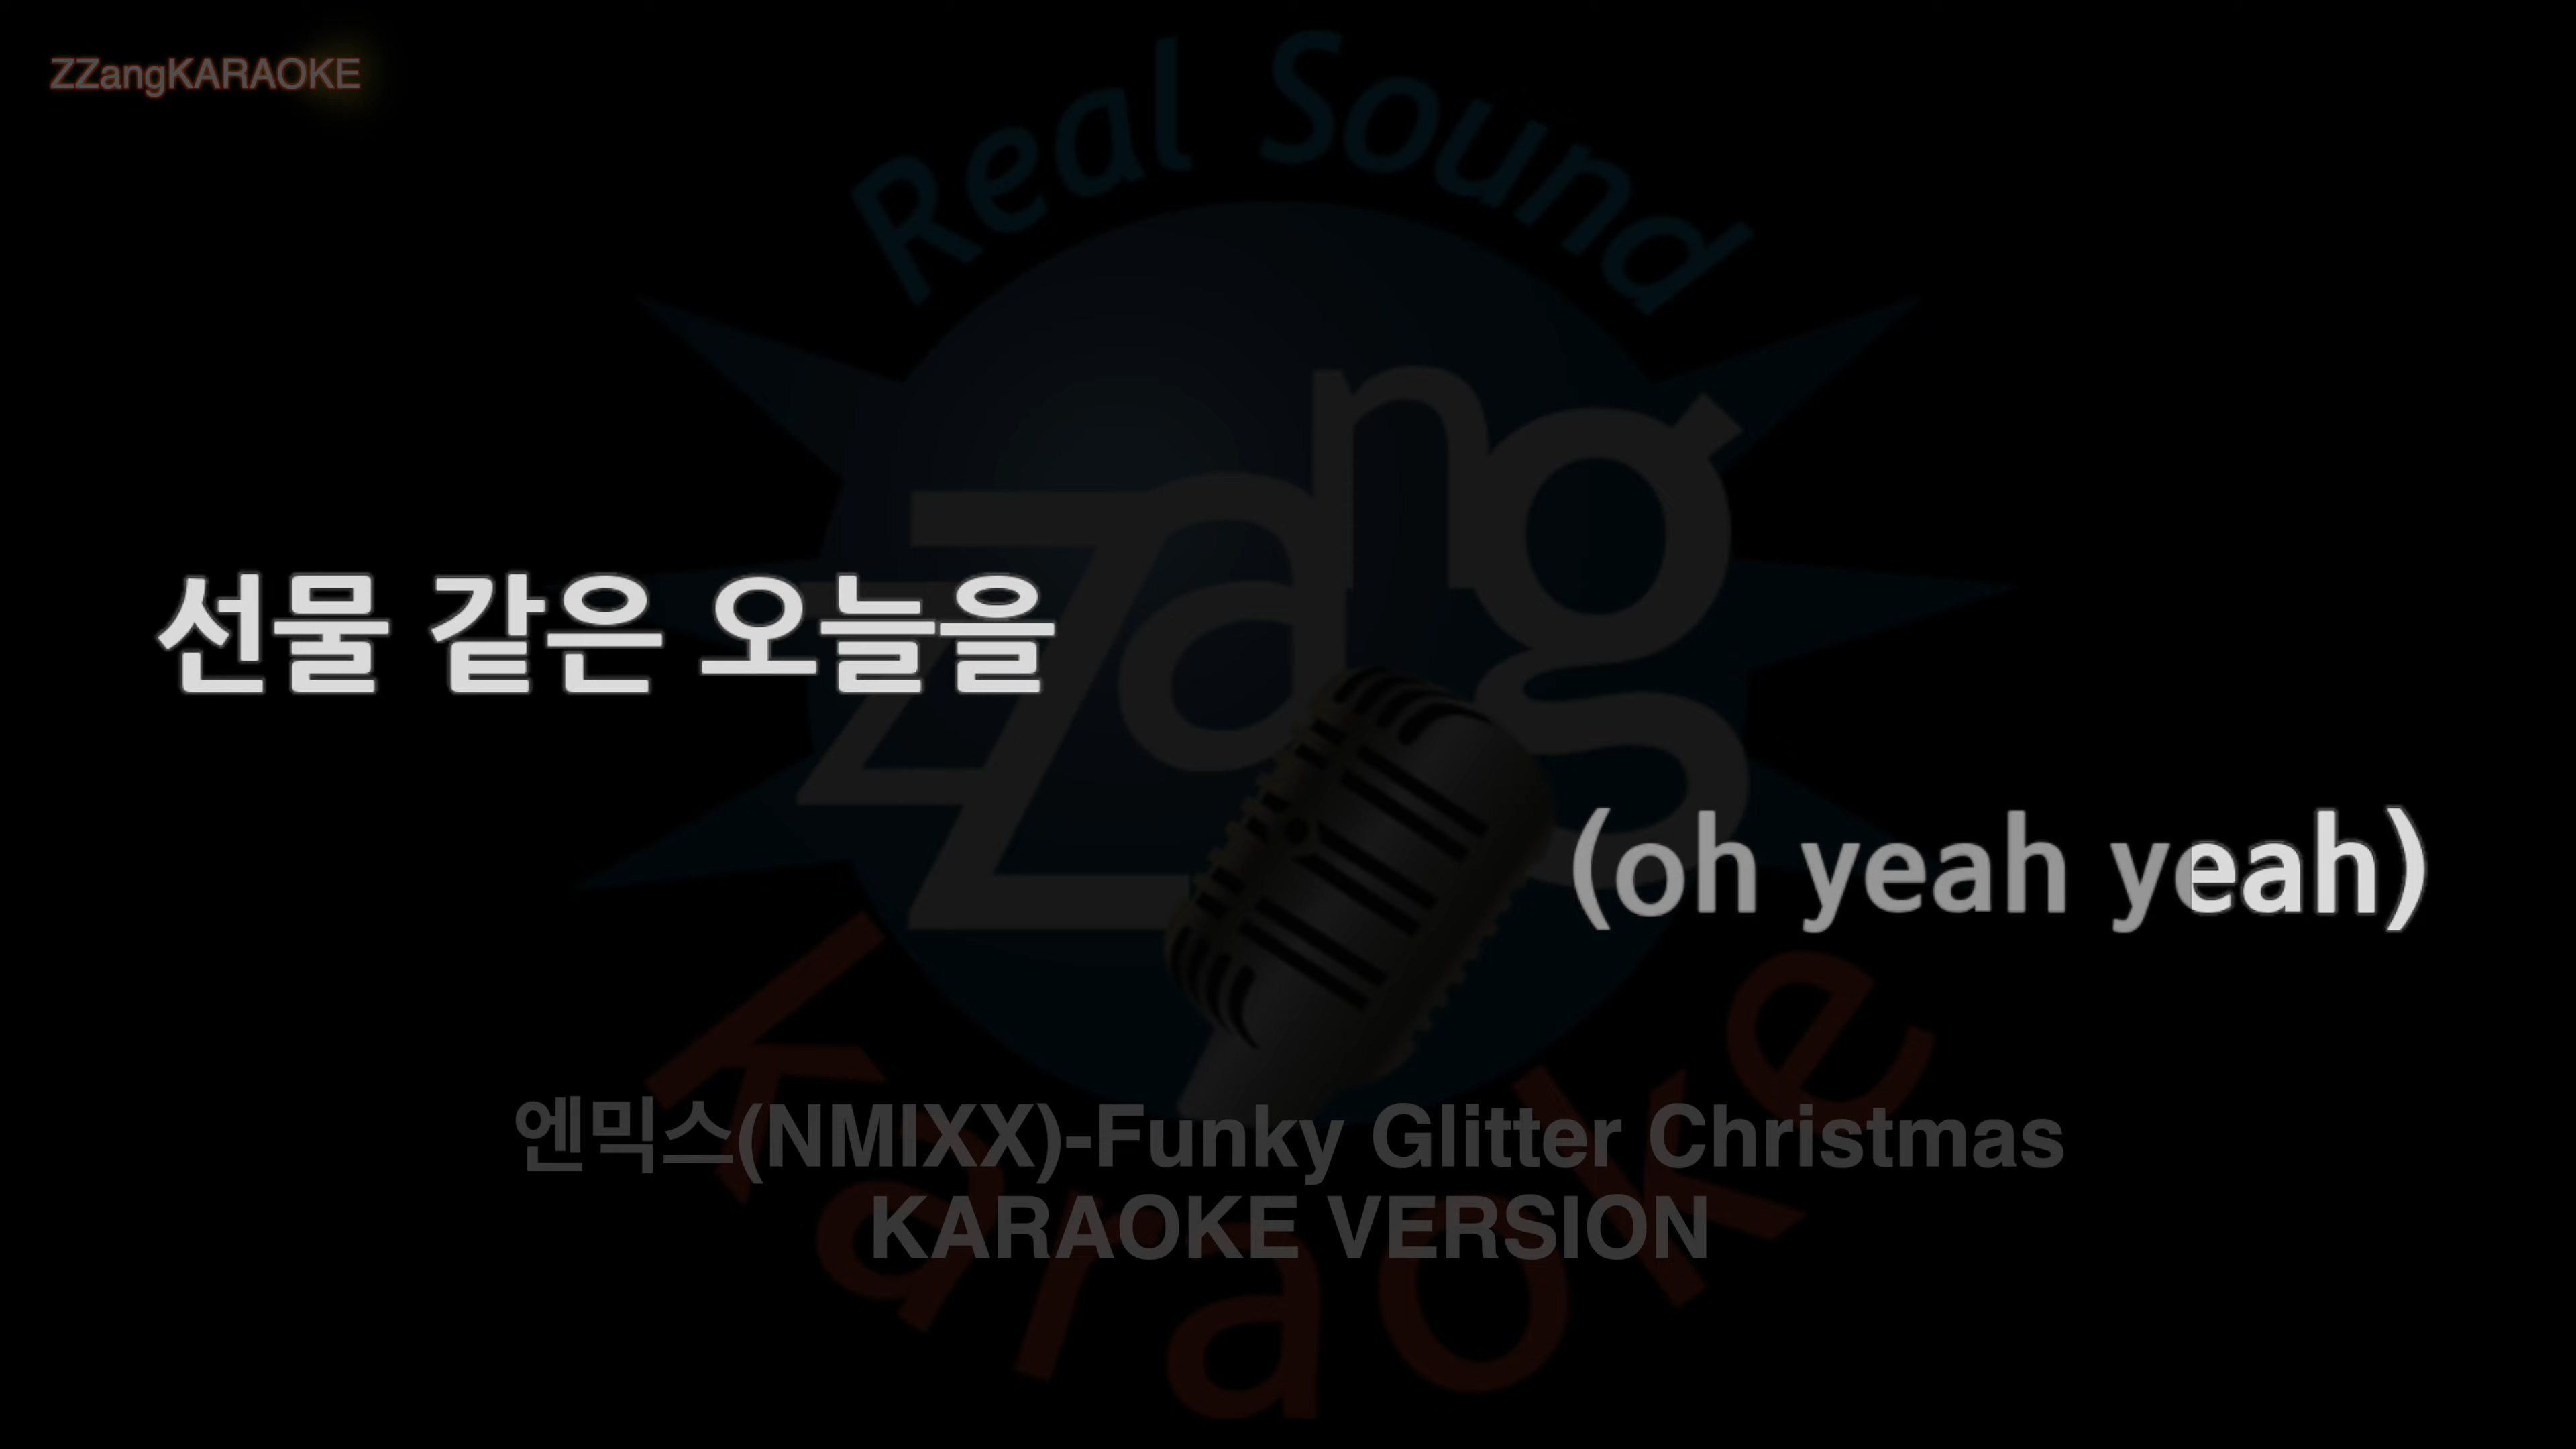 ZZangKARAOKE
Real Sound
ZZang
선물 같은 오늘을
(oh yeah yeah)
Karaoke
엔믹스(NMIXX)-Funky Glitter Christmas
KARAOKE VERSION